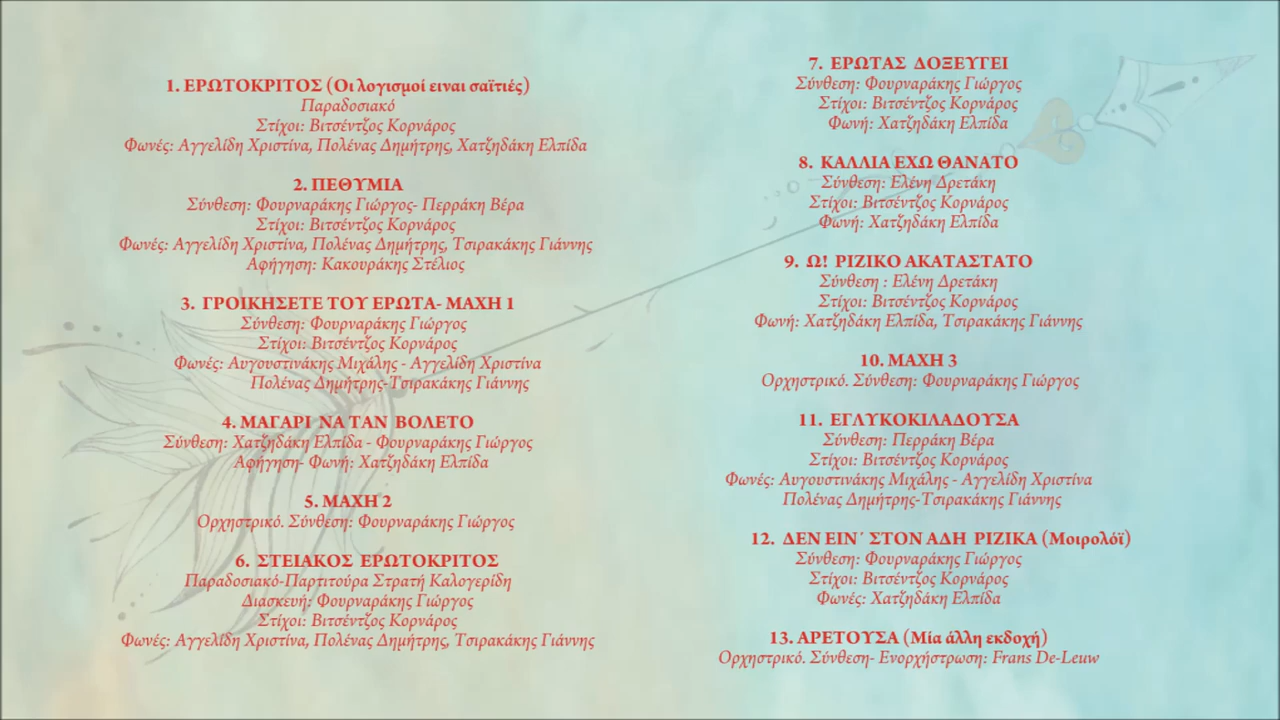 1. ΕΡΩΤΟΚΡΙΤΟΣ (Οι λογισμοί ειναι σαϊτιές)
Παραδοσιακό
Στίχοι: Βιτσέντζος Κορνάρος
Φωνές: Αγγελίδη Χριστίνα, Πολένας Δημήτρης, Χατζηδάκη Ελπίδα
2. ΠΕΘΥΜΙΑ
Σύνθεση: Φουρναράκης Γιώργος- Περράκη Βέρα
Στίχοι: Βιτσέντζος Κορνάρος
Φωνές: Αγγελίδη Χριστίνα, Πολένας Δημήτρης, Τσιρακάκης Γιάννης
Αφήγηση: Κακουράκης Στέλιος
3. ΓΡΟΙΚΗΣΕΤΕ ΤΟΥ ΕΡΩΤΑ- ΜΑΧΗ 1
Σύνθεση: Φουρναράκης Γιώργος
Στίχοι: Βιτσέντζος Κορνάρος
Φωνές: Αυγουστινάκης Μιχάλης - Αγγελίδη Χριστίνα
Πολένας Δημήτρης-Τσιρακάκης Γιάννης
4. ΜΑΓΑΡΙ ΝΑ ΤΑΝ ΒΟΛΕΤΟ
Σύνθεση: Χατζηδάκη Ελπίδα - Φουρναράκης Γιώργος
Αφήγηση- Φωνή: Χατζηδάκη Ελπίδα
5. ΜΑΧΗ 2
Ορχηστρικό. Σύνθεση: Φουρναράκης Γιώργος
6. ΣΤΕΙΑΚΟΣ ΕΡΩΤΟΚΡΙΤΟΣ
Παραδοσιακό-Παρτιτούρα Στρατή Καλογερίδη
Διασκευή: Φουρναράκης Γιώργος
Στίχοι: Βιτσέντζος Κορνάρος
Φωνές: Αγγελίδη Χριστίνα, Πολένας Δημήτρης, Τσιρακάκης Γιάννης
7. ΕΡΩΤΑΣ ΔΟΞΕΥΤΕΙ
Σύνθεση: Φουρναράκης Γιώργος
Στίχοι: Βιτσέντζος Κορνάρος
Φωνή: Χατζηδάκη Ελπίδα
8. ΚΑΛΛΙΑ ΕΧΩ ΘΑΝΑΤΟ
Σύνθεση: Ελένη Δρετάκη
Στίχοι: Βιτσέντζος Κορνάρος
Φωνή: Χατζηδάκη Ελπίδα
9. Ω! ΡΙΖΙΚΟ ΑΚΑΤΑΣΤΑΤΟ
Σύνθεση : Ελένη Δρετάκη
Στίχοι: Βιτσέντζος Κορνάρος
Φωνή: Χατζηδάκη Ελπίδα, Τσιρακάκης Γιάννης
10. ΜΑΧΗ 3
Ορχηστρικό. Σύνθεση: Φουρναράκης Γιώργος
11. ΕΓΛΥΚΟΚΙΛΑΔΟΥΣΑ
Σύνθεση: Περράκη Βέρα
Στίχοι: Βιτσέντζος Κορνάρος
Φωνές: Αυγουστινάκης Μιχάλης - Αγγελίδη Χριστίνα
Πολένας Δημήτρης-Τσιρακάκης Γιάννης
12. ΔΕΝ ΕΙΝ΄ ΣΤΟΝ ΑΔΗ ΡΙΖΙΚΑ (Μοιρολόϊ)
Σύνθεση: Φουρναράκης Γιώργος
Στίχοι: Βιτσέντζος Κορνάρος
Φωνές: Χατζηδάκη Ελπίδα
13. ΑΡΕΤΟΥΣΑ (Μία άλλη εκδοχή)
Ορχηστρικό. Σύνθεση- Ενορχήστρωση: Frans De-Leuw